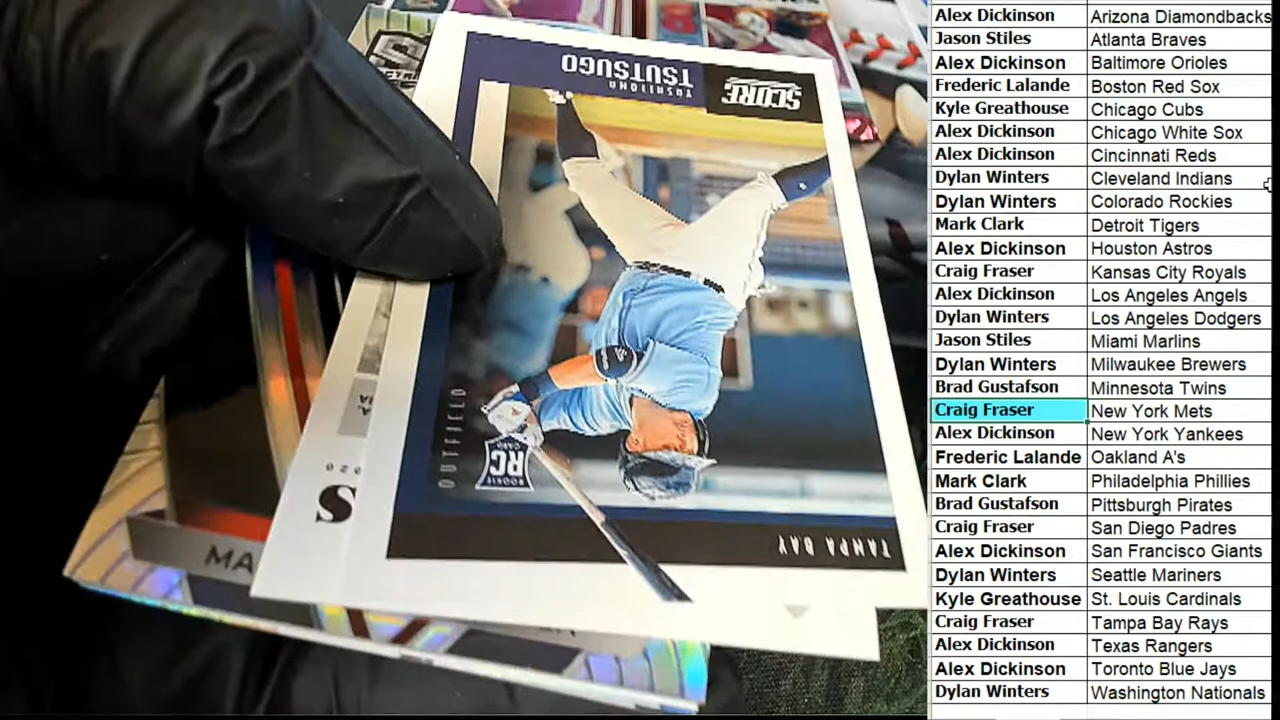 YOSHITOMO
TSUTSUGO
SCORE
OUTFIELD
ROOKIE
RC
CARD
TAMPA BAY
2020
S
MA
Alex Dickinson Arizona Diamondbacks
Jason Stiles Atlanta Braves
Alex Dickinson Baltimore Orioles
Frederic Lalande Boston Red Sox
Kyle Greathouse Chicago Cubs
Alex Dickinson Chicago White Sox
Alex Dickinson Cincinnati Reds
Dylan Winters Cleveland Indians
Dylan Winters Colorado Rockies
Mark Clark Detroit Tigers
Alex Dickinson Houston Astros
Craig Fraser Kansas City Royals
Alex Dickinson Los Angeles Angels
Dylan Winters Los Angeles Dodgers
Jason Stiles Miami Marlins
Dylan Winters Milwaukee Brewers
Brad Gustafson Minnesota Twins
Craig Fraser New York Mets
Alex Dickinson New York Yankees
Frederic Lalande Oakland A's
Mark Clark Philadelphia Phillies
Brad Gustafson Pittsburgh Pirates
Craig Fraser San Diego Padres
Alex Dickinson San Francisco Giants
Dylan Winters Seattle Mariners
Kyle Greathouse St. Louis Cardinals
Craig Fraser Tampa Bay Rays
Alex Dickinson Texas Rangers
Alex Dickinson Toronto Blue Jays
Dylan Winters Washington Nationals